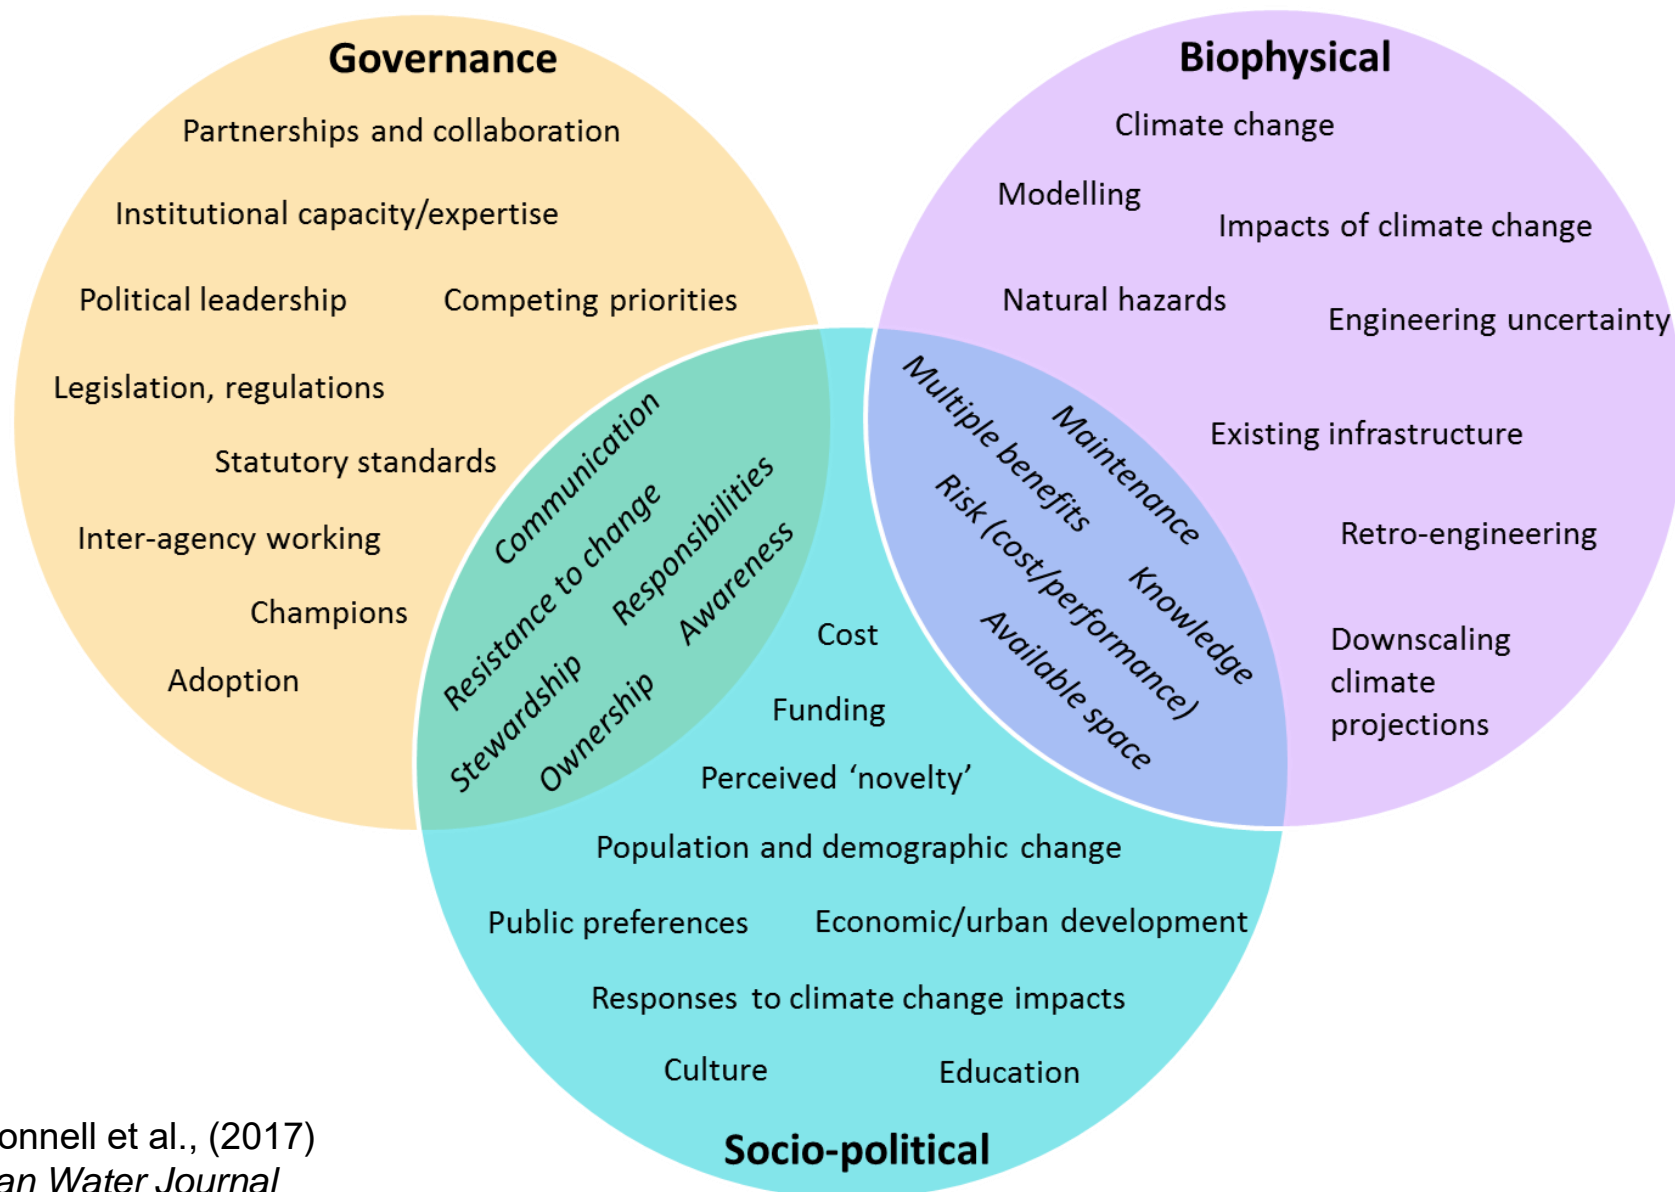 Governance
Partnerships and collaboration
Institutional capacity/expertise
Political leadership
Competing priorities
Legislation, regulations
Statutory standards
Inter-agency working
Champions
Adoption
Communication
Resistance to change
Responsibilities
Awareness
Stewardship
Ownership
Biophysical
Climate change
Modelling
Impacts of climate change
Natural hazards
Engineering uncertainty
Existing infrastructure
Retro-engineering
Downscaling
climate
projections
Multiple benefits
Maintenance
Risk (cost/performance)
Knowledge
Available space
Cost
Funding
Perceived ‘novelty’
Population and demographic change
Public preferences
Economic/urban development
Responses to climate change impacts
Culture
Education
Socio-political
onnell et al., (2017)
an Water Journal